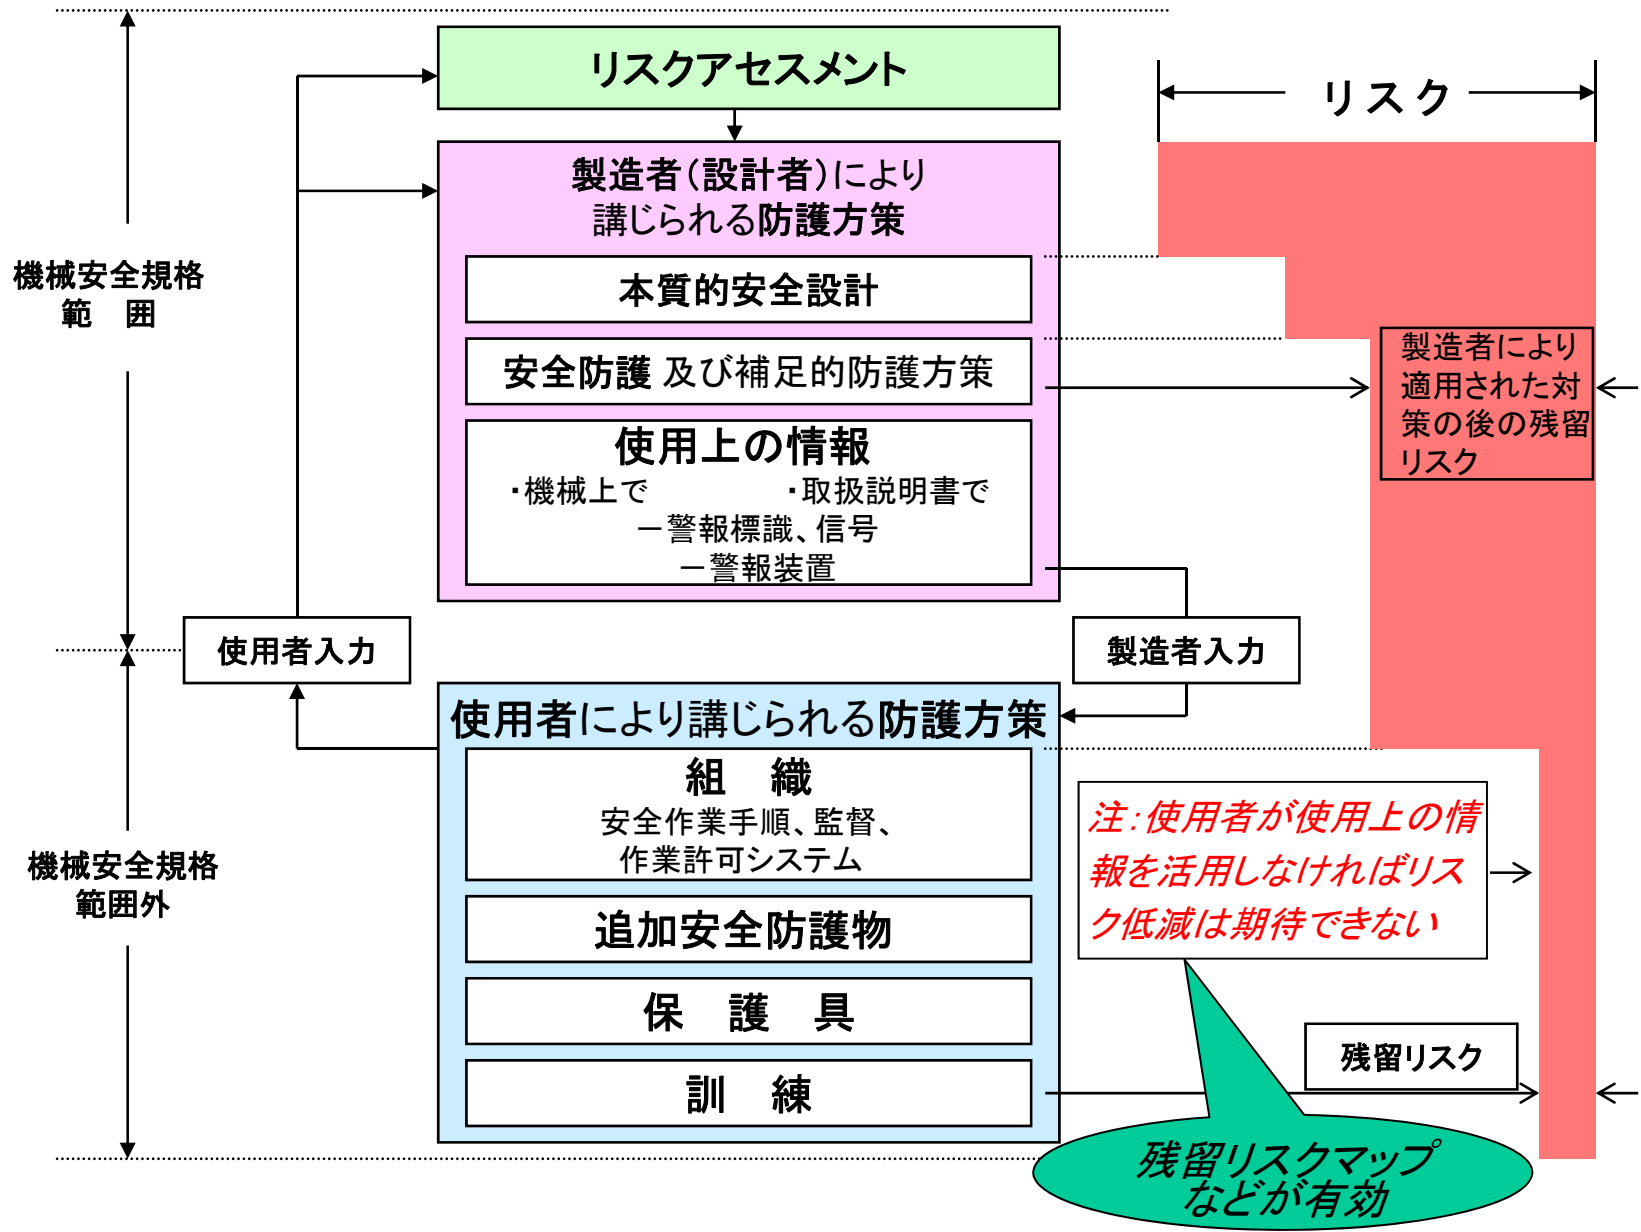 リスクアセスメント
リスク
製造者（設計者）により
講じられる防護方策
機械安全規格
範　囲
本質的安全設計
安全防護 及び補足的防護方策
製造者により
適用された対
策の後の残留
リスク
使用上の情報
・機械上で　　　・取扱説明書で
－警報標識、信号
－警報装置
使用者入力
製造者入力
使用者により講じられる防護方策
組　織
安全作業手順、監督、
作業許可システム
注：使用者が使用上の情
報を活用しなければリス
ク低減は期待できない
機械安全規格
範囲外
追加安全防護物
保　護　具
残留リスク
訓　練
残留リスクマップ
などが有効